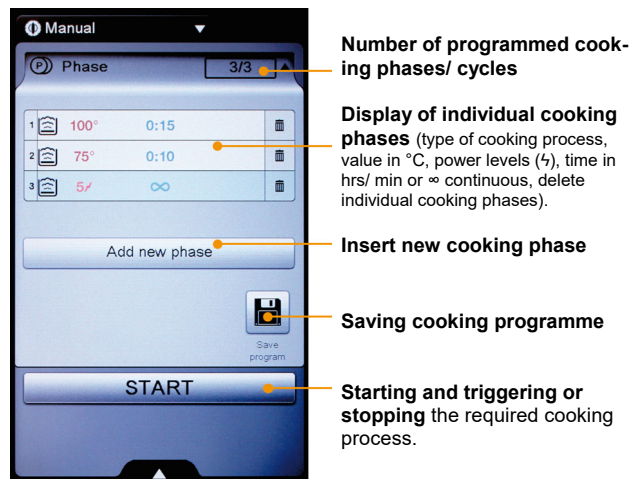 Manual
Phase 3/3
1 100° 0:15
2 75° 0:10
3 5ϟ ∞
Add new phase
Save
program
START
Number of programmed cook-
ing phases/ cycles
Display of individual cooking
phases (type of cooking process,
value in °C, power levels (ϟ), time in
hrs/ min or ∞ continuous, delete
individual cooking phases).
Insert new cooking phase
Saving cooking programme
Starting and triggering or
stopping the required cooking
process.